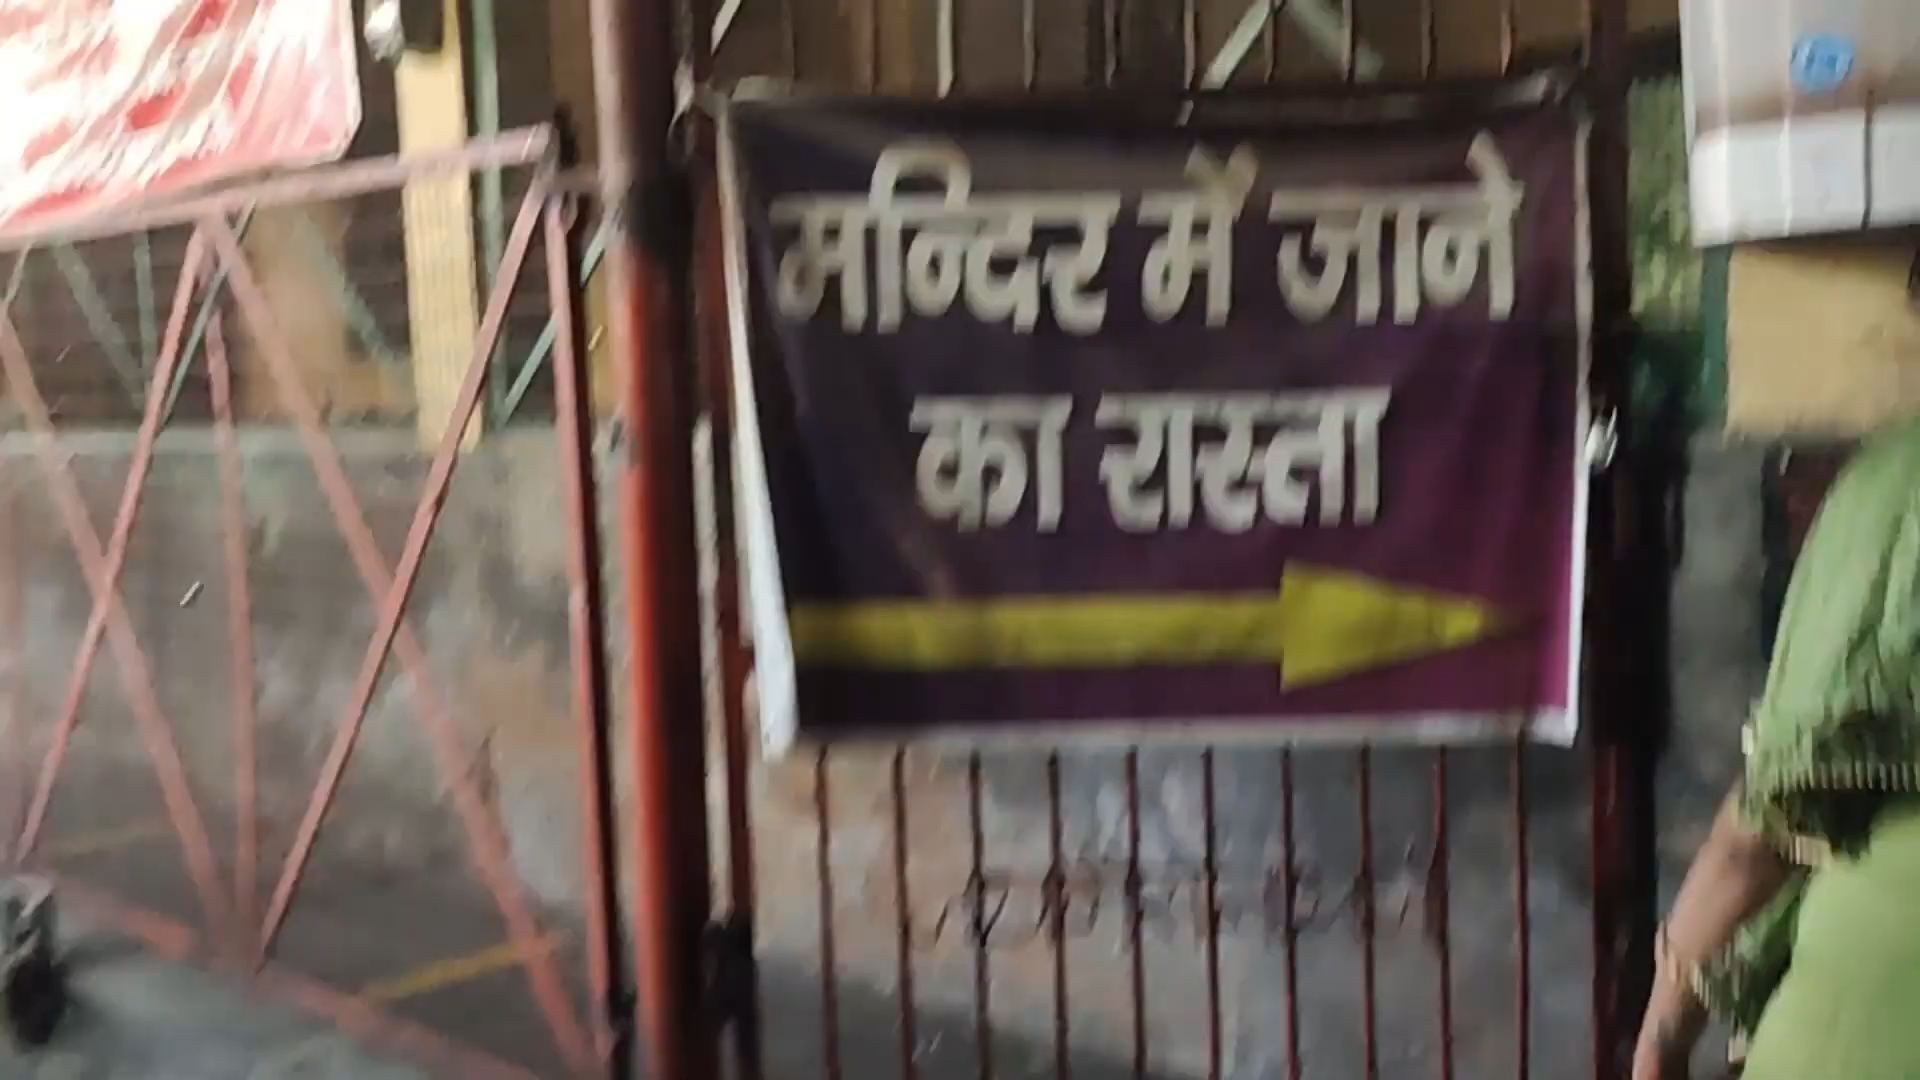 मन्दिर में जाने
का रास्ता